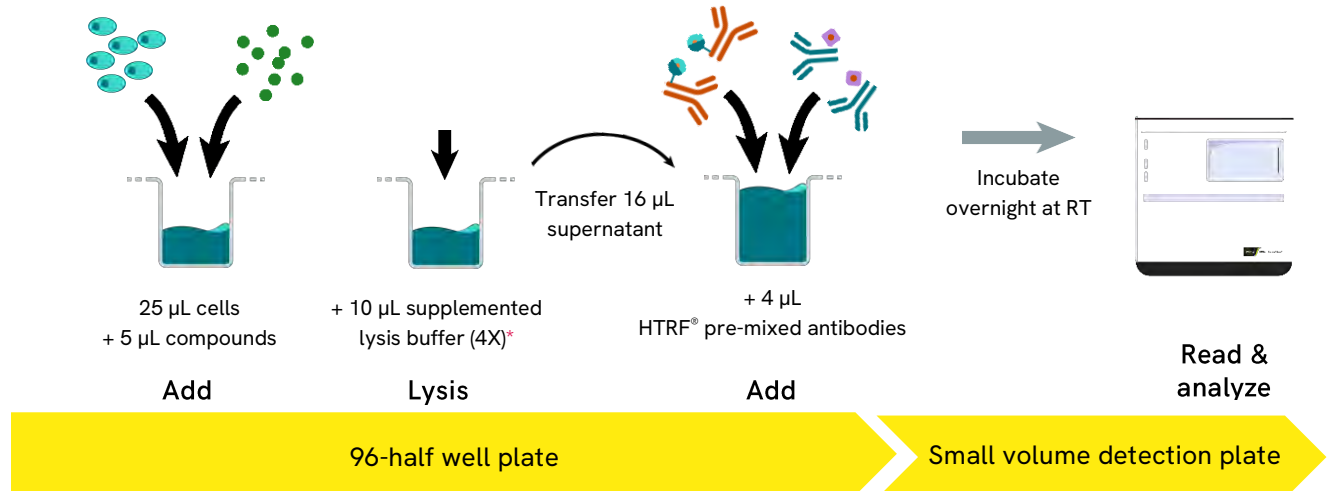 25 µL cells
+ 5 µL compounds
Add
+ 10 µL supplemented
lysis buffer (4X)*
Lysis
Transfer 16 µL
supernatant
+ 4 µL
HTRF® pre-mixed antibodies
Add
Incubate
overnight at RT
Read &
analyze
96-half well plate
Small volume detection plate